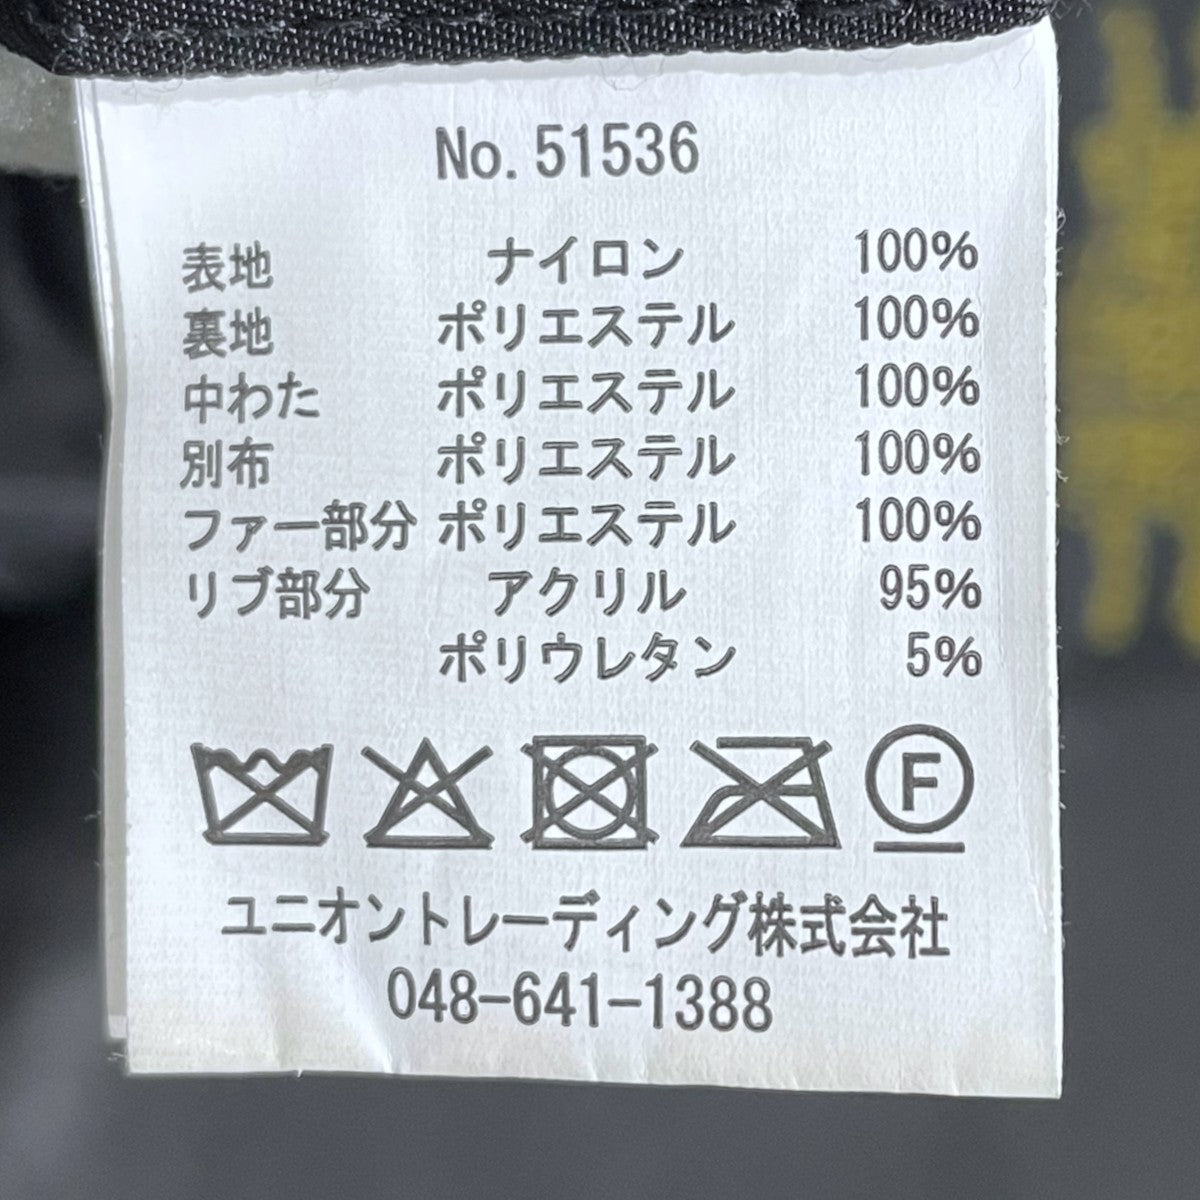 No. 51536
表地 ナイロン 100%
裏地 ポリエステル 100%
中わた ポリエステル 100%
別布 ポリエステル 100%
ファー部分 ポリエステル 100%
リブ部分 アクリル 95%
ポリウレタン 5%
F
ユニオントレーディング株式会社
048-641-1388